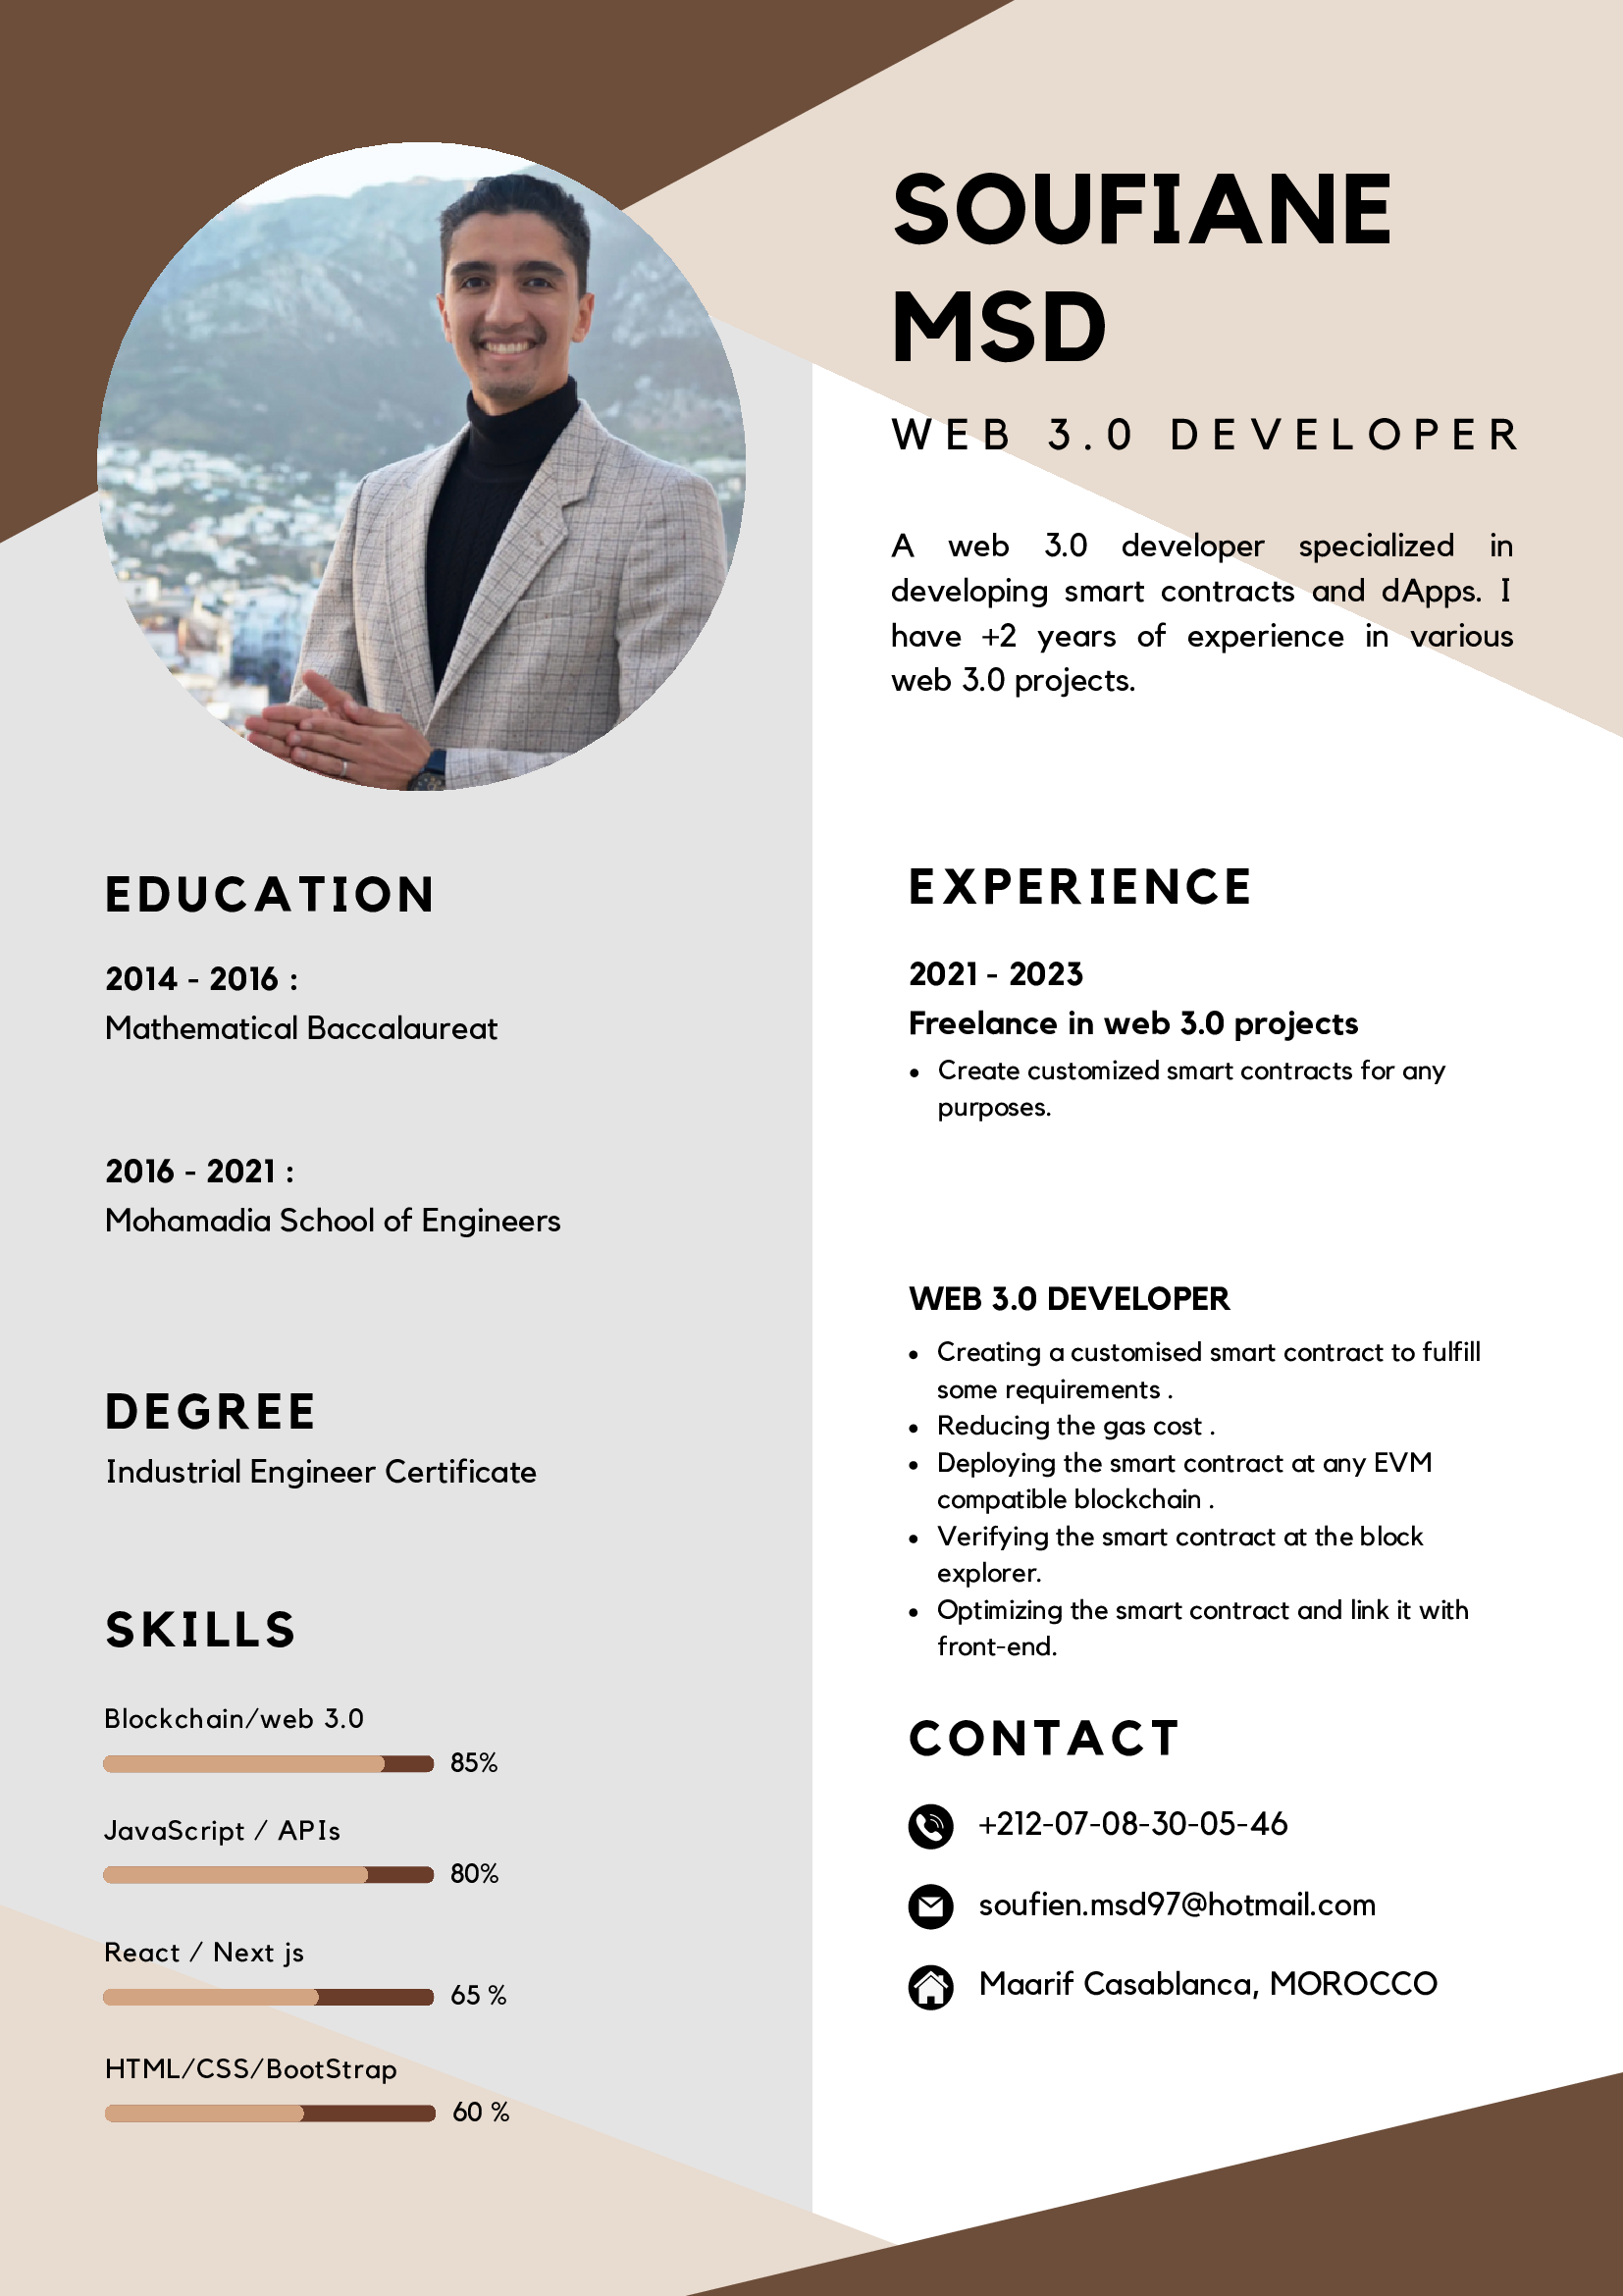 SOUFIANE
MSD
WEB 3.0 DEVELOPER
A web 3.0 developer specialized in
developing smart contracts and dApps. I
have +2 years of experience in various
web 3.0 projects.
EDUCATION
2014 - 2016 :
Mathematical Baccalaureat
2016 - 2021 :
Mohamadia School of Engineers
DEGREE
Industrial Engineer Certificate
SKILLS
Blockchain/web 3.0
85%
JavaScript / APIs
80%
React / Next js
65 %
HTML/CSS/BootStrap
60 %
EXPERIENCE
2021 - 2023
Freelance in web 3.0 projects
• Create customized smart contracts for any
purposes.
WEB 3.0 DEVELOPER
• Creating a customised smart contract to fulfill
some requirements .
• Reducing the gas cost .
• Deploying the smart contract at any EVM
compatible blockchain .
• Verifying the smart contract at the block
explorer.
• Optimizing the smart contract and link it with
front-end.
CONTACT
+212-07-08-30-05-46
soufien.msd97@hotmail.com
Maarif Casablanca, MOROCCO